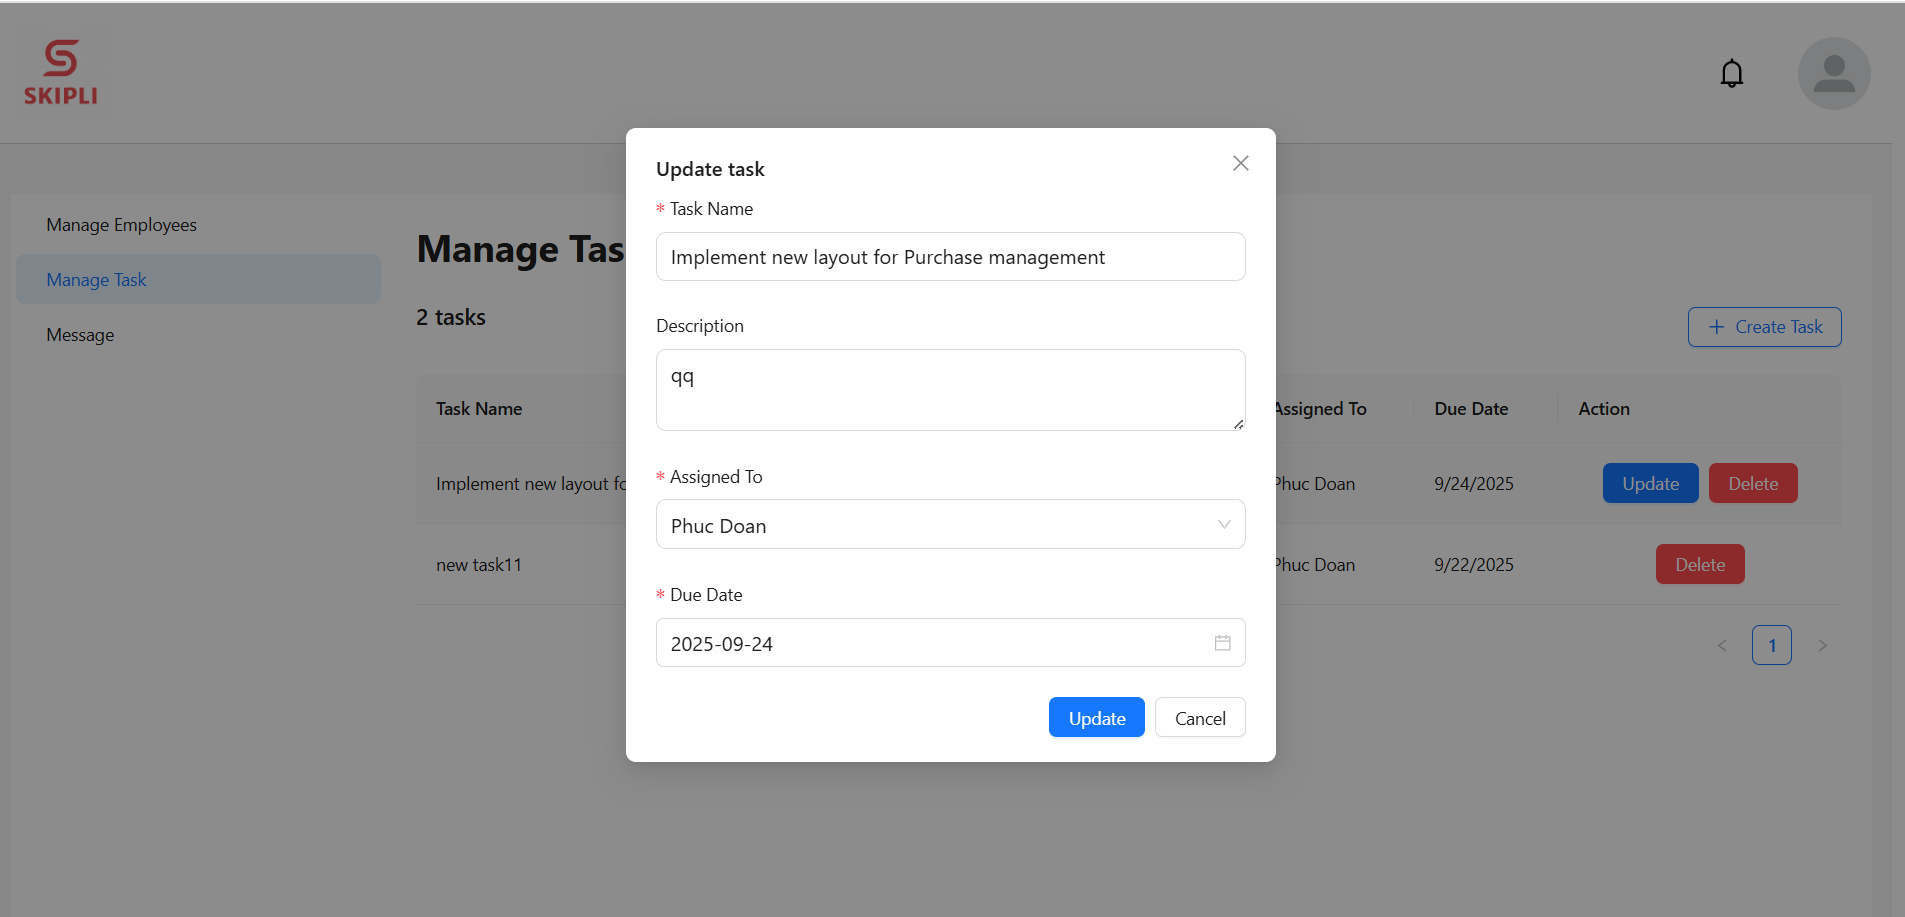 SKIPLI
Manage Employees
Manage Task
Message
Manage Tas
2 tasks
+ Create Task
Task Name
Assigned To
Due Date
Action
Implement new layout fo
Phuc Doan
9/24/2025
Update
Delete
new task11
Phuc Doan
9/22/2025
Delete
< 1 >
Update task
* Task Name
Implement new layout for Purchase management
Description
qq
* Assigned To
Phuc Doan
* Due Date
2025-09-24
Update
Cancel